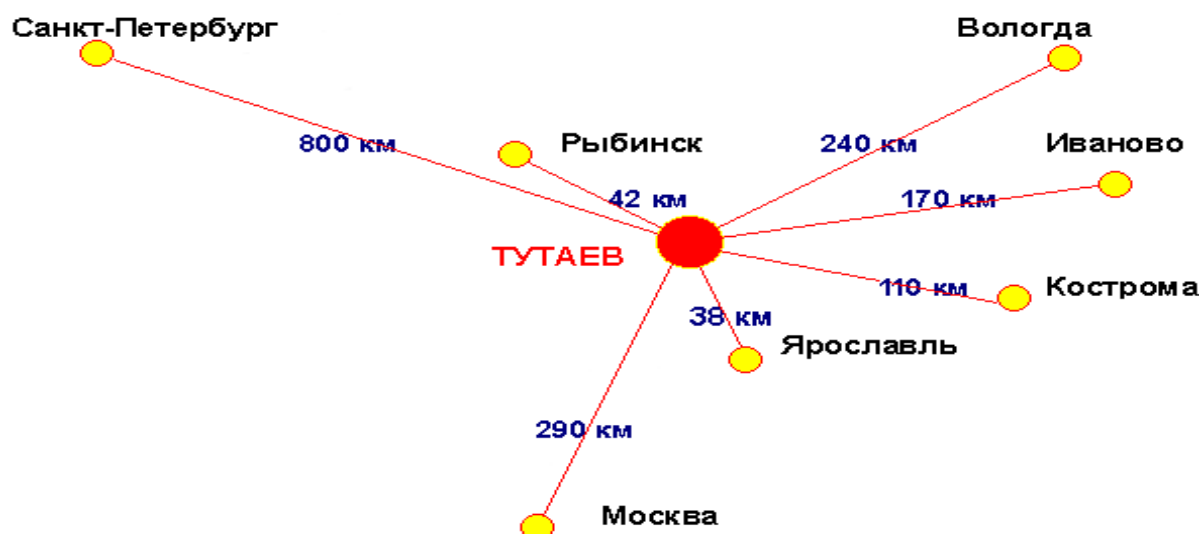 Санкт-Петербург
Вологда
800 км
Рыбинск
240 км
Иваново
42 км
170 км
ТУТАЕВ
110 км
Кострома
38 км
Ярославль
290 км
Москва